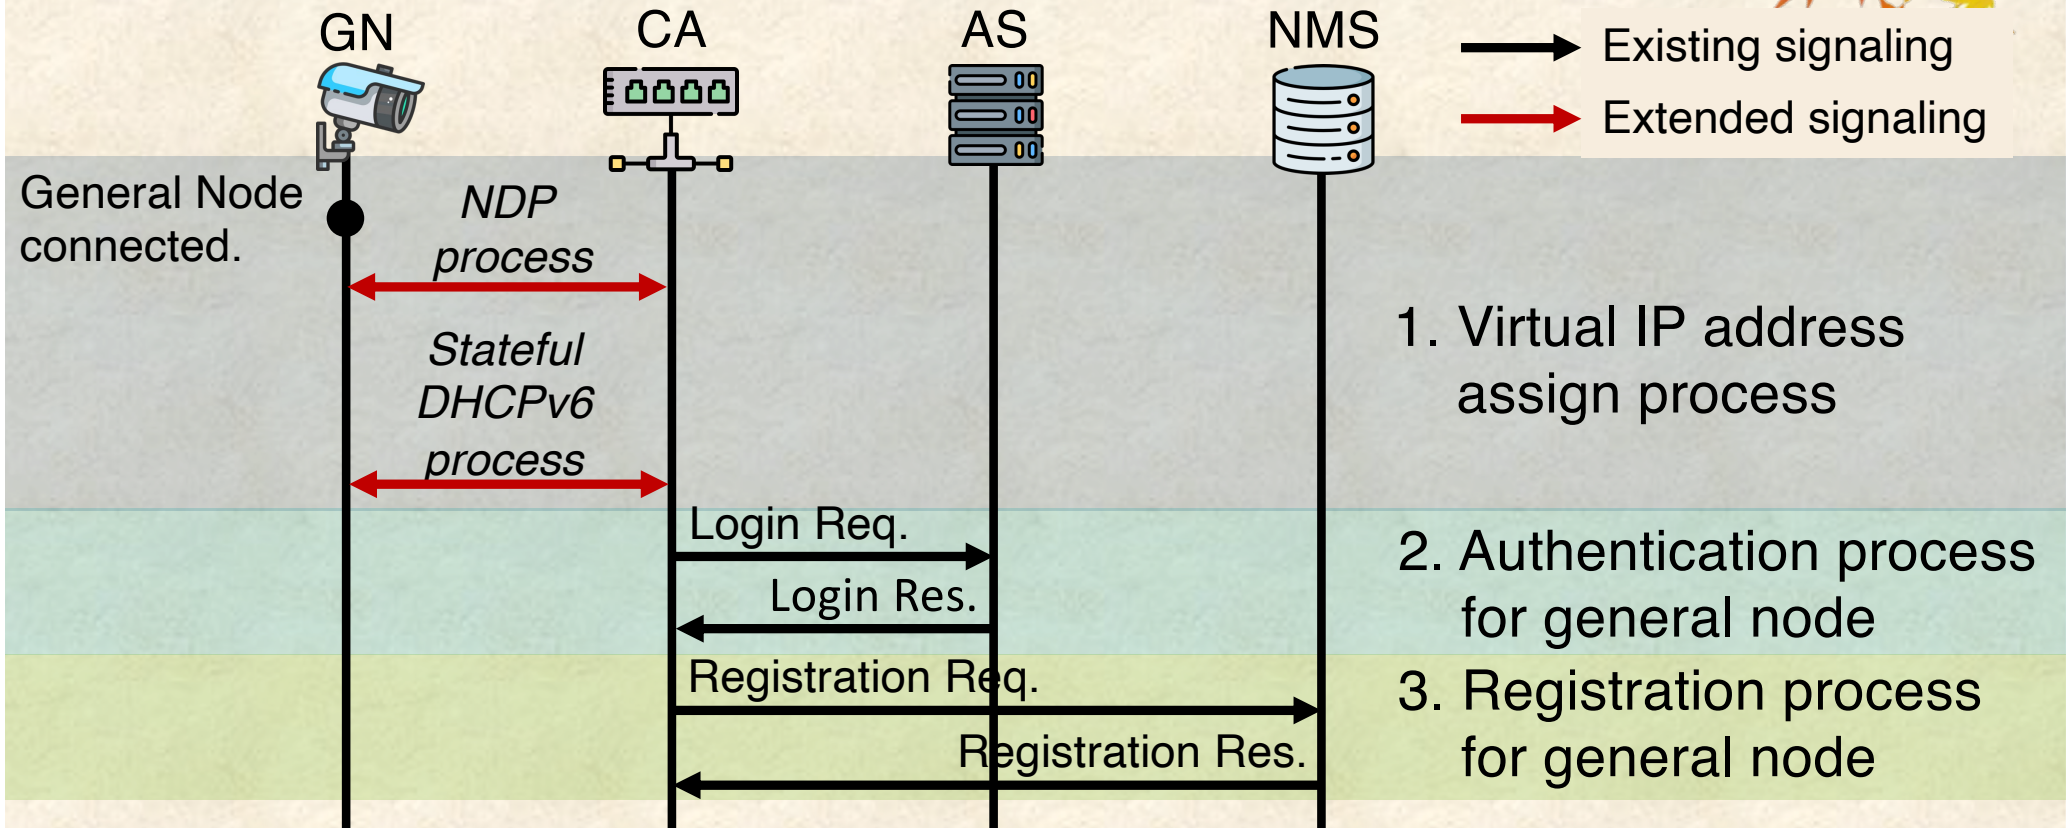 GN
CA
AS
NMS
Existing signaling
Extended signaling
General Node
connected.
NDP
process
Stateful
DHCPv6
process
1. Virtual IP address
assign process
Login Req.
Login Res.
2. Authentication process
for general node
Registration Req.
Registration Res.
3. Registration process
for general node